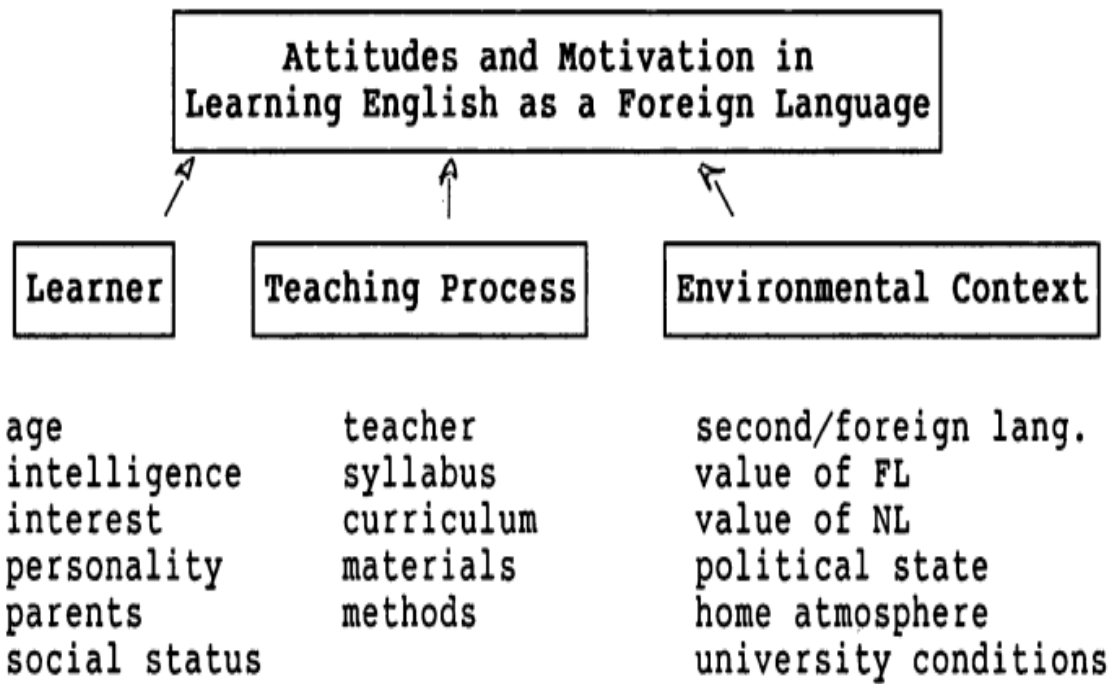 Attitudes and Motivation in
Learning English as a Foreign Language
Learner
Teaching Process
Environmental Context
age
intelligence
interest
personality
parents
social status
teacher
syllabus
curriculum
materials
methods
second/foreign lang.
value of FL
value of NL
political state
home atmosphere
university conditions